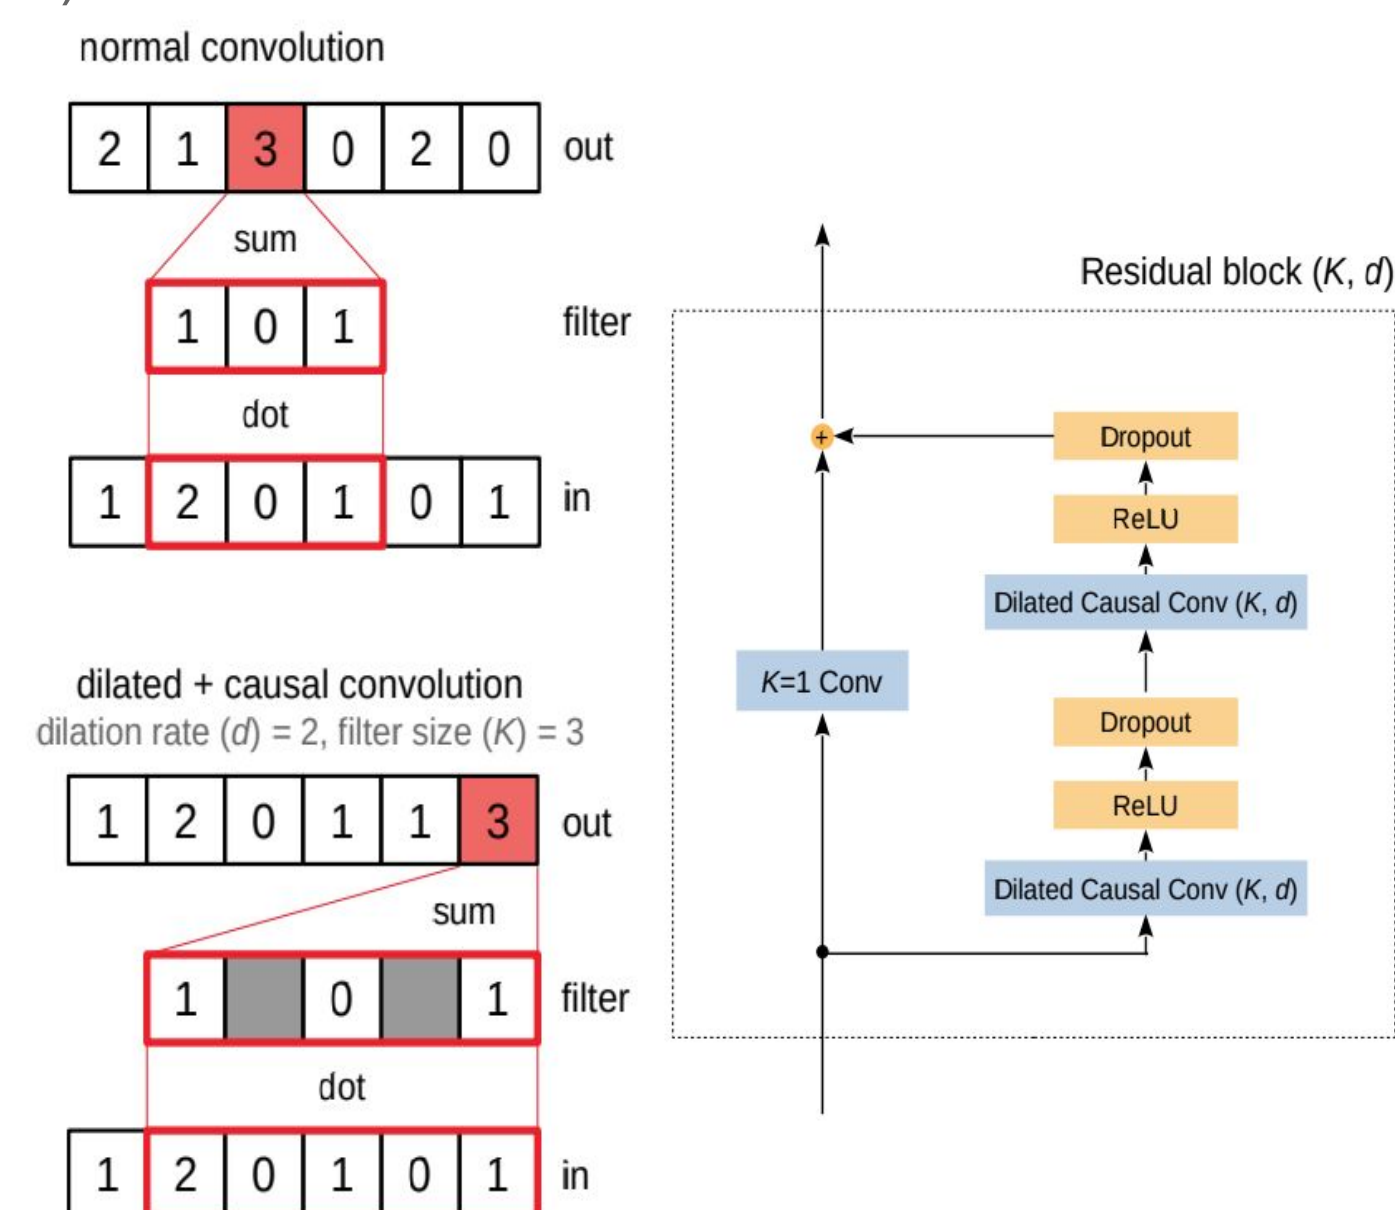 normal convolution
2 1 3 0 2 0 out
sum
1 0 1 filter
dot
1 2 0 1 0 1 in
dilated + causal convolution
dilation rate (d) = 2, filter size (K) = 3
1 2 0 1 1 3 out
sum
1 0 1 filter
dot
1 2 0 1 0 1 in
Residual block (K, d)
+
Dropout
ReLU
Dilated Causal Conv (K, d)
K=1 Conv
Dropout
ReLU
Dilated Causal Conv (K, d)